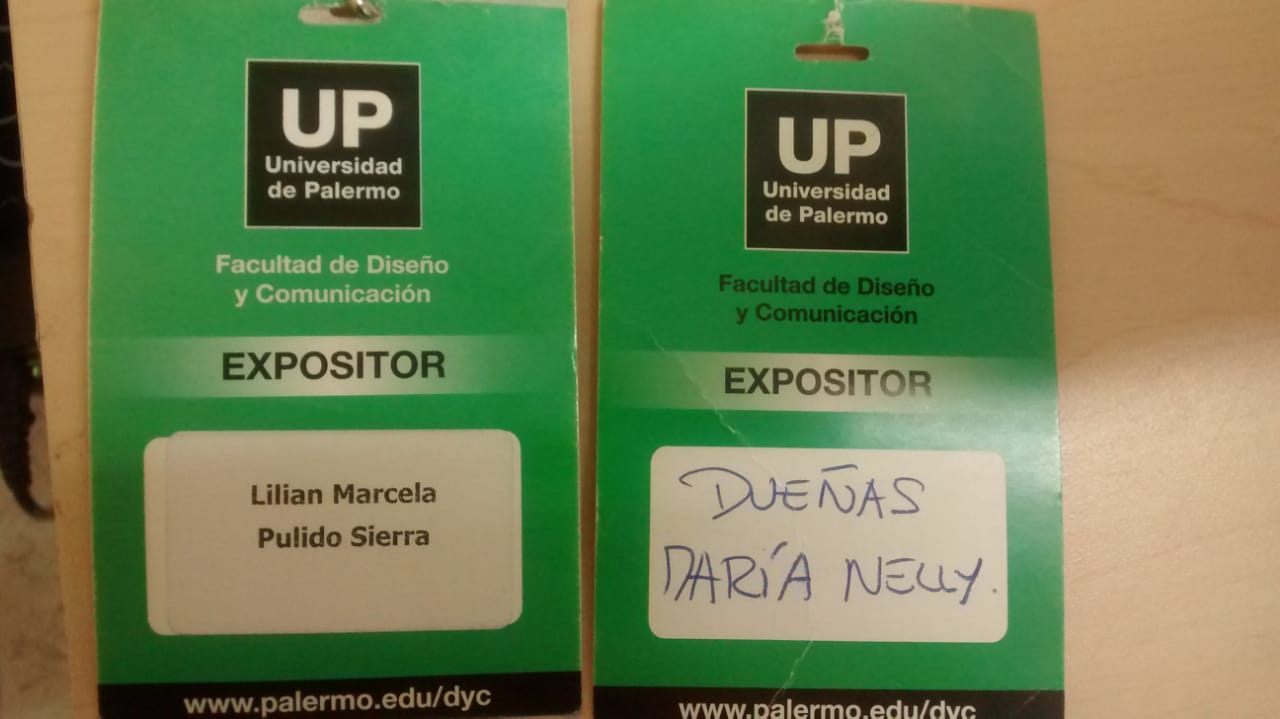 UP
Universidad
de Palermo
Facultad de Diseño
y Comunicación
EXPOSITOR
Lilian Marcela
Pulido Sierra
www.palermo.edu/dyc
UP
Universidad
de Palermo
Facultad de Diseño
y Comunicación
EXPOSITOR
DUEÑAS
MARÍA NELLY.
www.palermo.edu/dyc